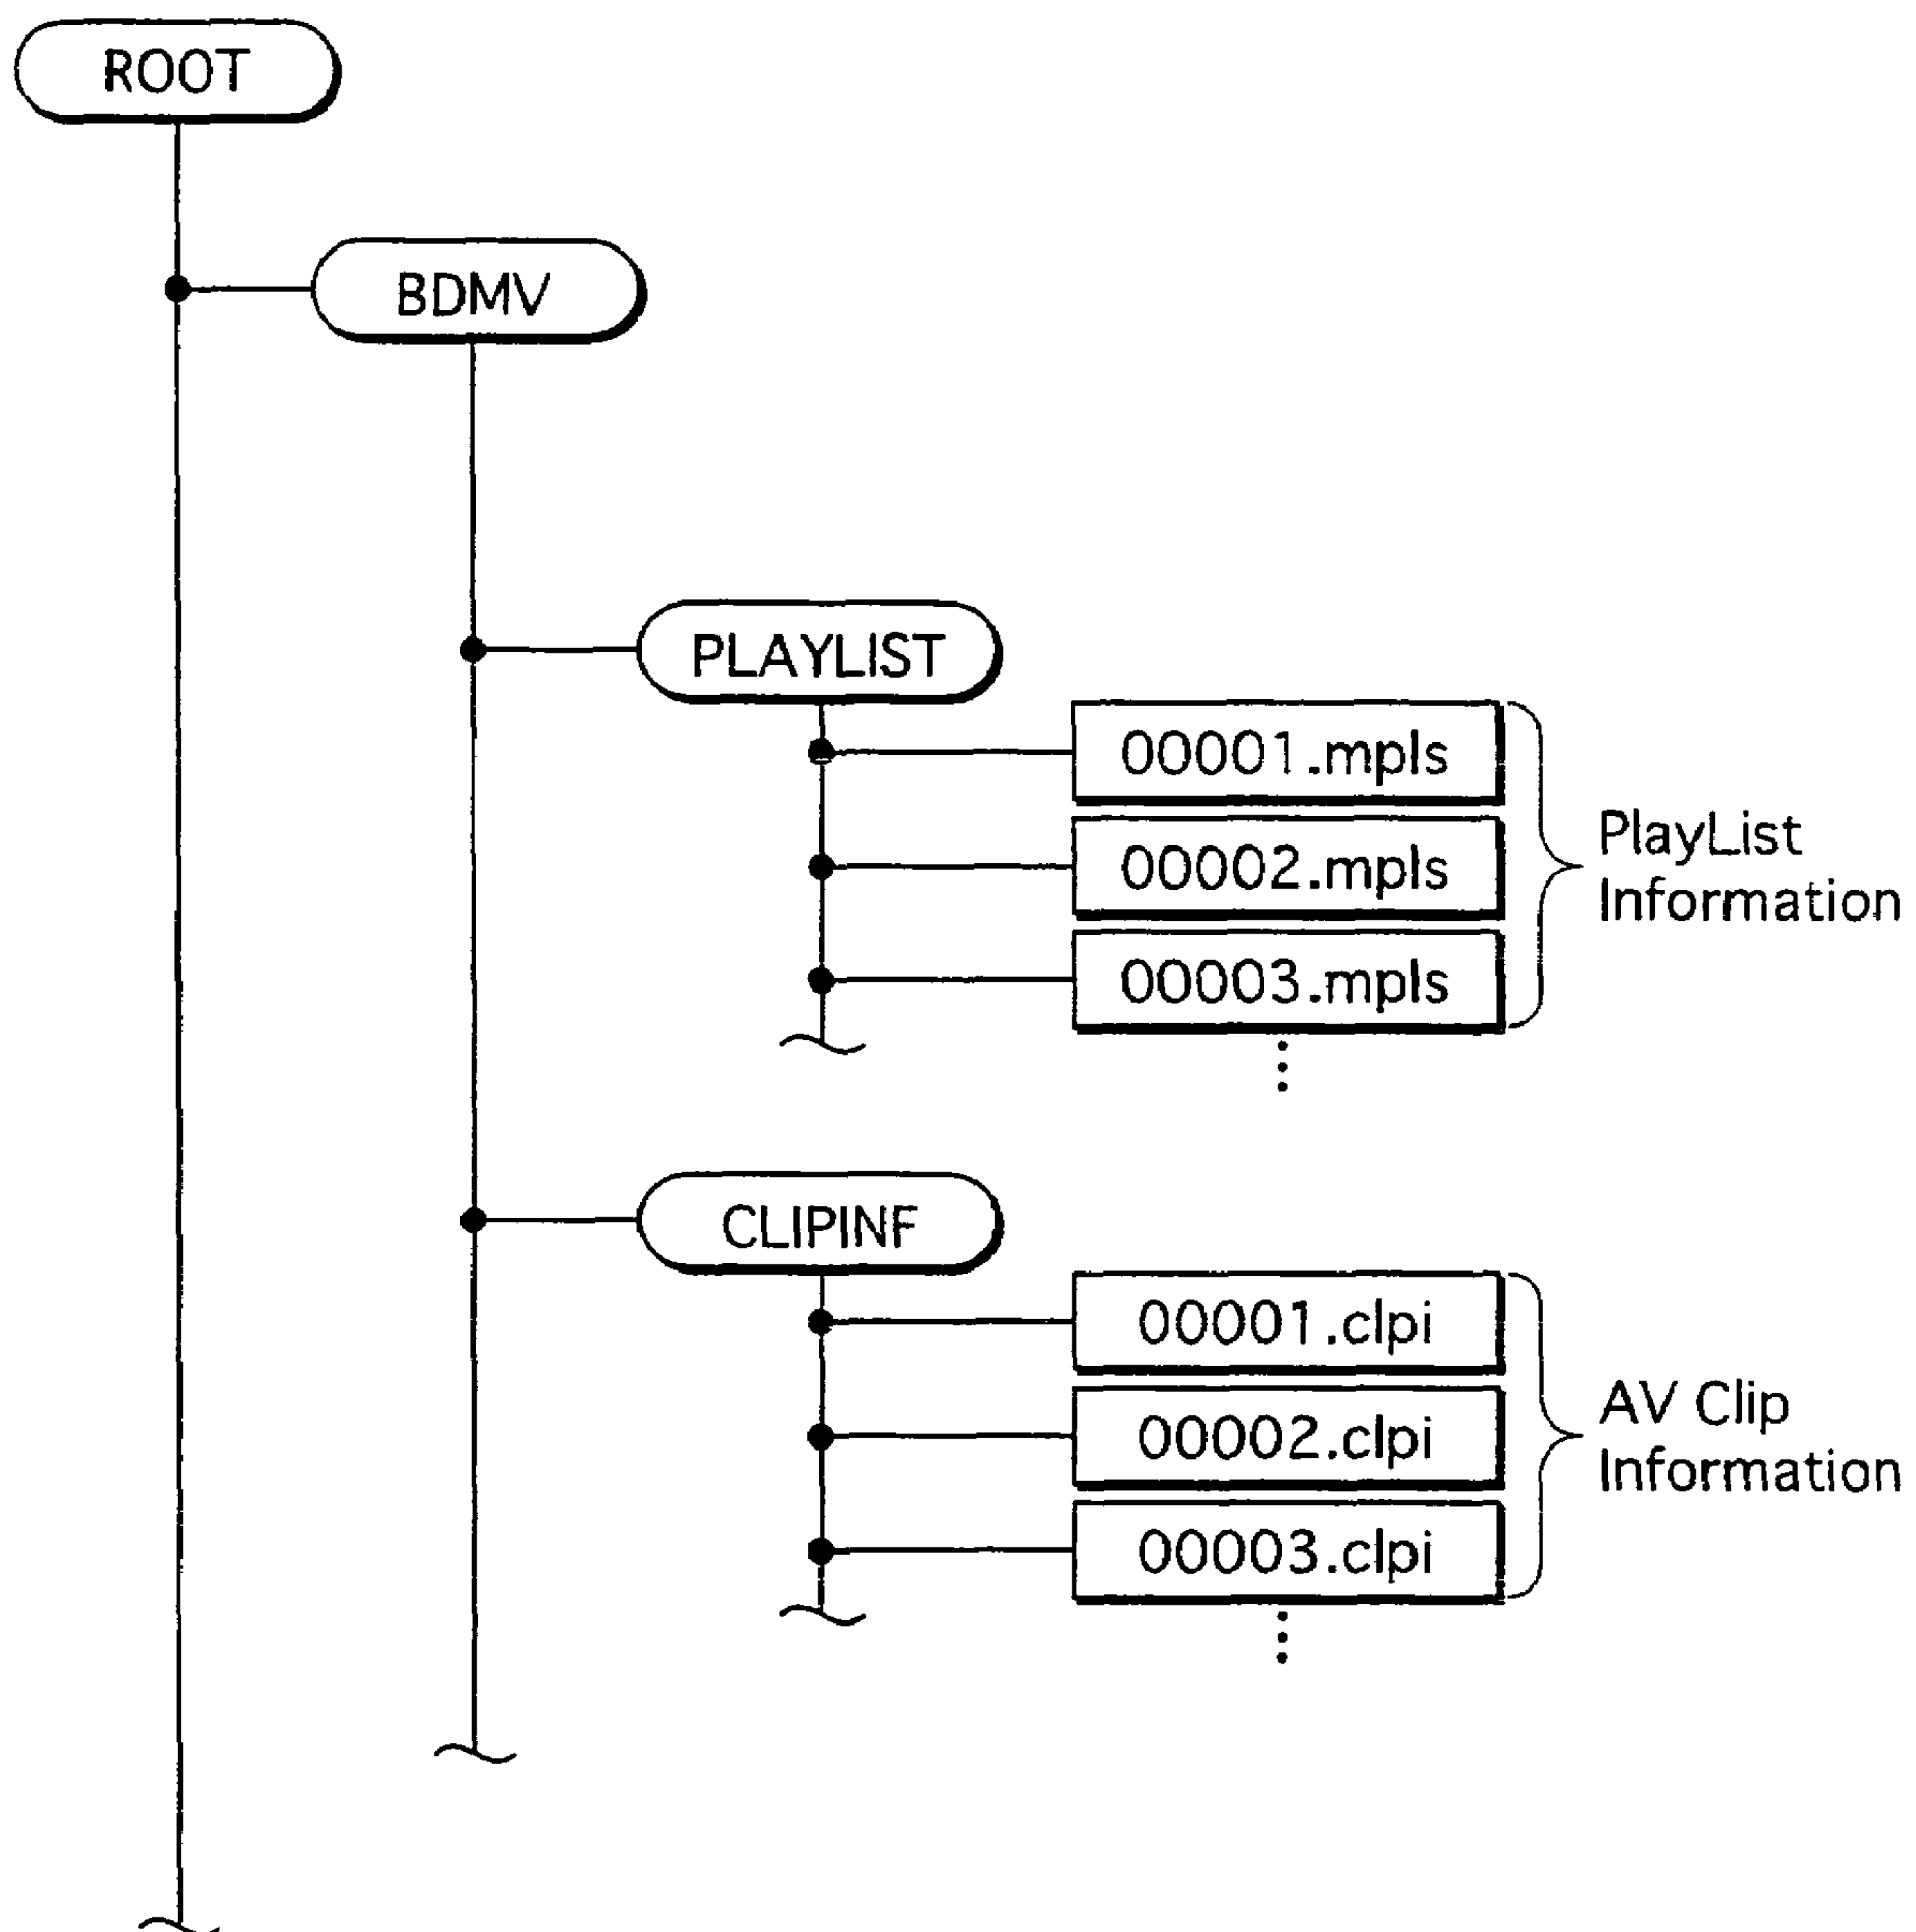 ROOT
BDMV
PLAYLIST
00001.mpls
00002.mpls
00003.mpls
PlayList
Information
CLIPINF
00001.clpi
00002.clpi
00003.clpi
AV Clip
Information